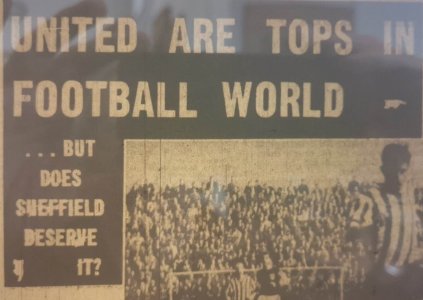 UNITED ARE TOPS IN
FOOTBALL WORLD -
...BUT
DOES
SHEFFIELD
DESERVE
IT?